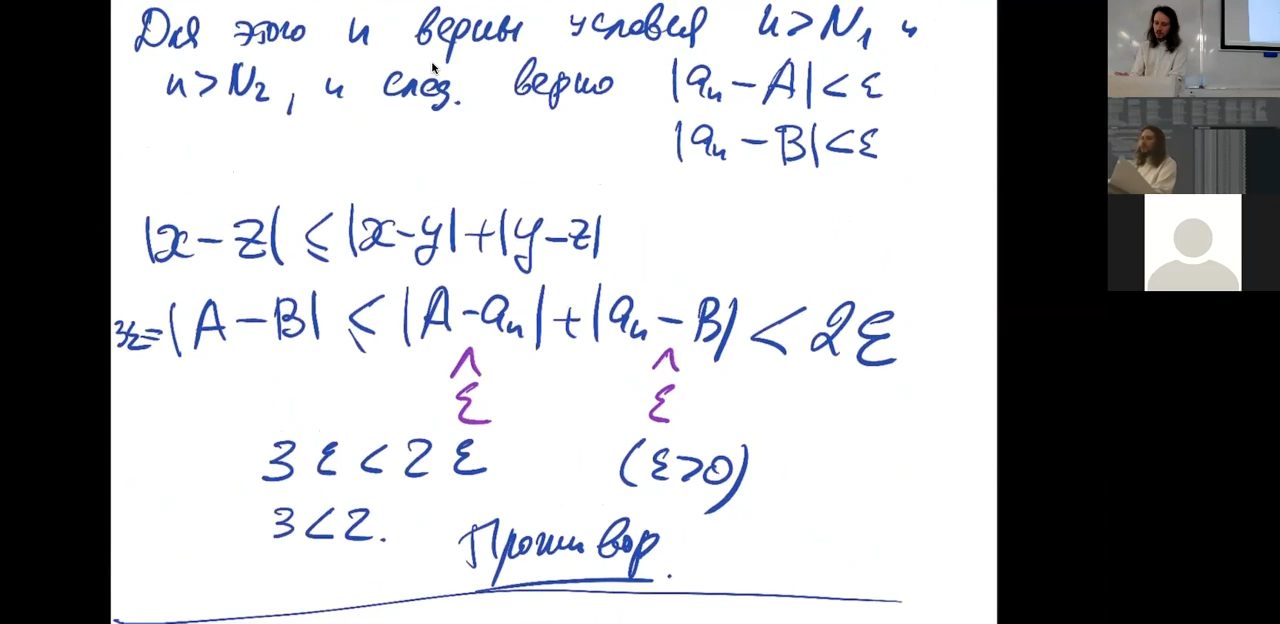 Для этого n верны условия n > N₁ и
n > N₂, и след. верно |aₙ − A| < ε
|aₙ − B| < ε
|x − z| ≤ |x − y| + |y − z|
3ε = |A − B| ≤ |A − aₙ| + |aₙ − B| < 2ε
∧ ∧
ε ε
3ε < 2ε (ε > 0)
3 < 2.
Противор.